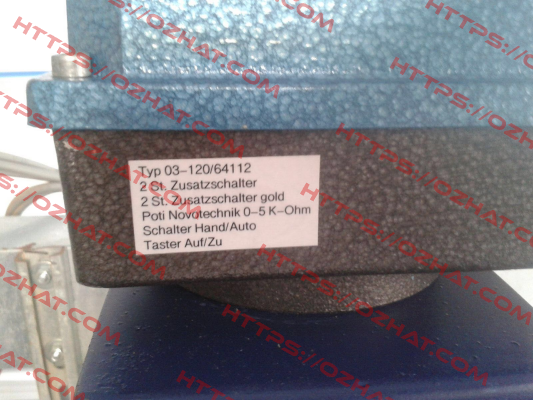 Typ 03-120/64112
2 St. Zusatzschalter
2 St. Zusatzschalter gold
Poti Novotechnik 0-5 K-Ohm
Schalter Hand/Auto
Taster Auf/Zu
HTTPS://OZHAT.COM